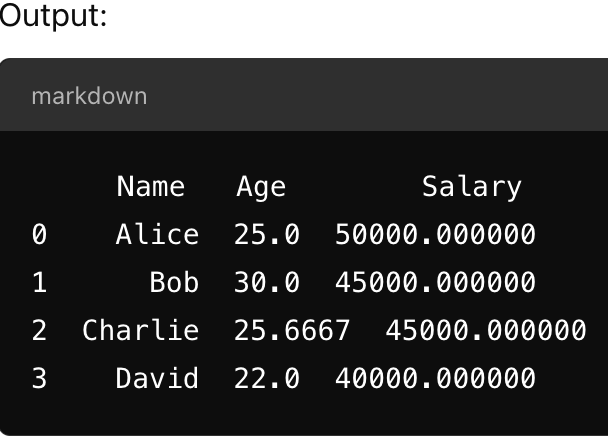 Output:
markdown
Name Age Salary
0 Alice 25.0 50000.000000
1 Bob 30.0 45000.000000
2 Charlie 25.6667 45000.000000
3 David 22.0 40000.000000